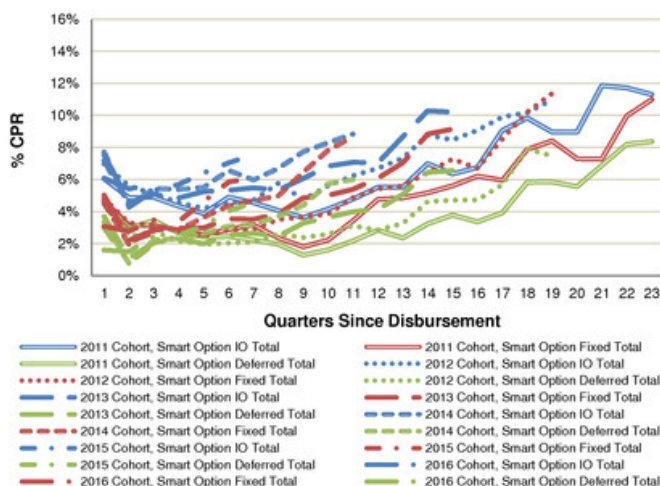 16%
14%
12%
10%
8%
6%
4%
2%
0%
% CPR
1 2 3 4 5 6 7 8 9 10 11 12 13 14 15 16 17 18 19 20 21 22 23
Quarters Since Disbursement
2011 Cohort, Smart Option IO Total
2011 Cohort, Smart Option Fixed Total
2011 Cohort, Smart Option Deferred Total
2012 Cohort, Smart Option IO Total
2012 Cohort, Smart Option Fixed Total
2012 Cohort, Smart Option Deferred Total
2013 Cohort, Smart Option IO Total
2013 Cohort, Smart Option Fixed Total
2013 Cohort, Smart Option Deferred Total
2014 Cohort, Smart Option IO Total
2014 Cohort, Smart Option Fixed Total
2014 Cohort, Smart Option Deferred Total
2015 Cohort, Smart Option IO Total
2015 Cohort, Smart Option Fixed Total
2015 Cohort, Smart Option Deferred Total
2016 Cohort, Smart Option IO Total
2016 Cohort, Smart Option Fixed Total
2016 Cohort, Smart Option Deferred Total